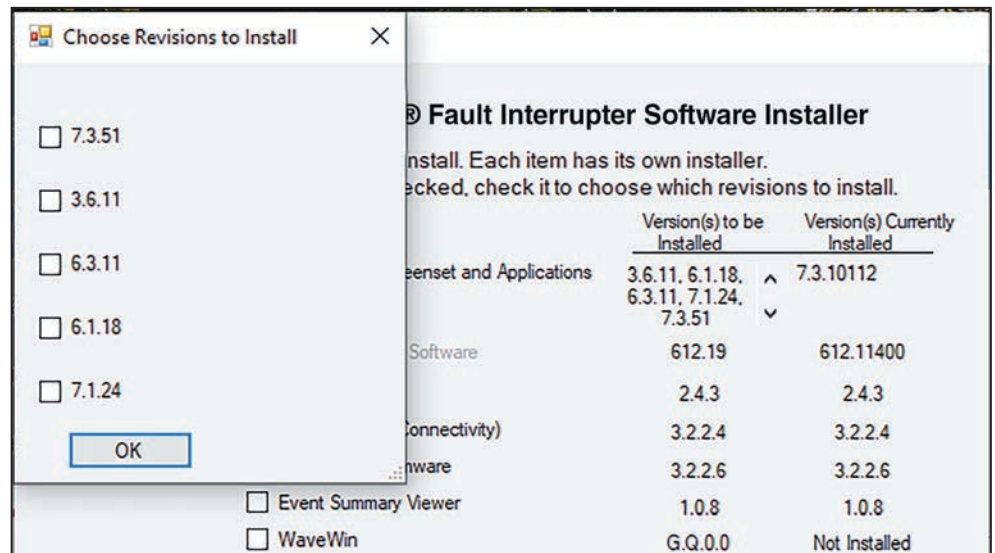 Choose Revisions to Install
7.3.51
3.6.11
6.3.11
6.1.18
7.1.24
OK
® Fault Interrupter Software Installer
Each item has its own installer.
check it to choose which revisions to install.
Version(s) to be
Installed
Version(s) Currently
Installed
and Applications
3.6.11, 6.1.18,
6.3.11, 7.1.24,
7.3.51
7.3.10112
Software
612.19
612.11400
2.4.3
2.4.3
Connectivity)
3.2.2.4
3.2.2.4
3.2.2.6
3.2.2.6
Event Summary Viewer
1.0.8
1.0.8
WaveWin
G.Q.0.0
Not Installed